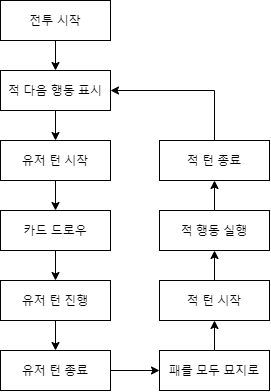 전투 시작
적 다음 행동 표시
유저 턴 시작
카드 드로우
유저 턴 진행
유저 턴 종료
패를 모두 묘지로
적 턴 시작
적 행동 실행
적 턴 종료